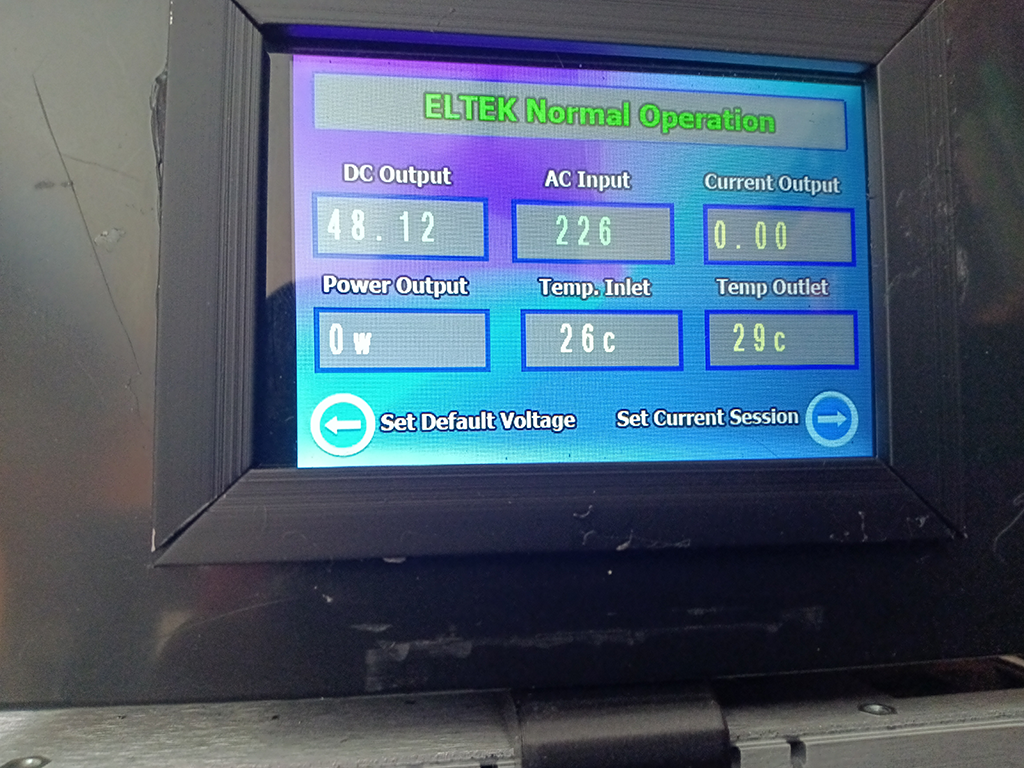 ELTEK Normal Operation
DC Output AC Input Current Output
48.12 226 0.00
Power Output Temp. Inlet Temp Outlet
0w 26c 29c
Set Default Voltage Set Current Session